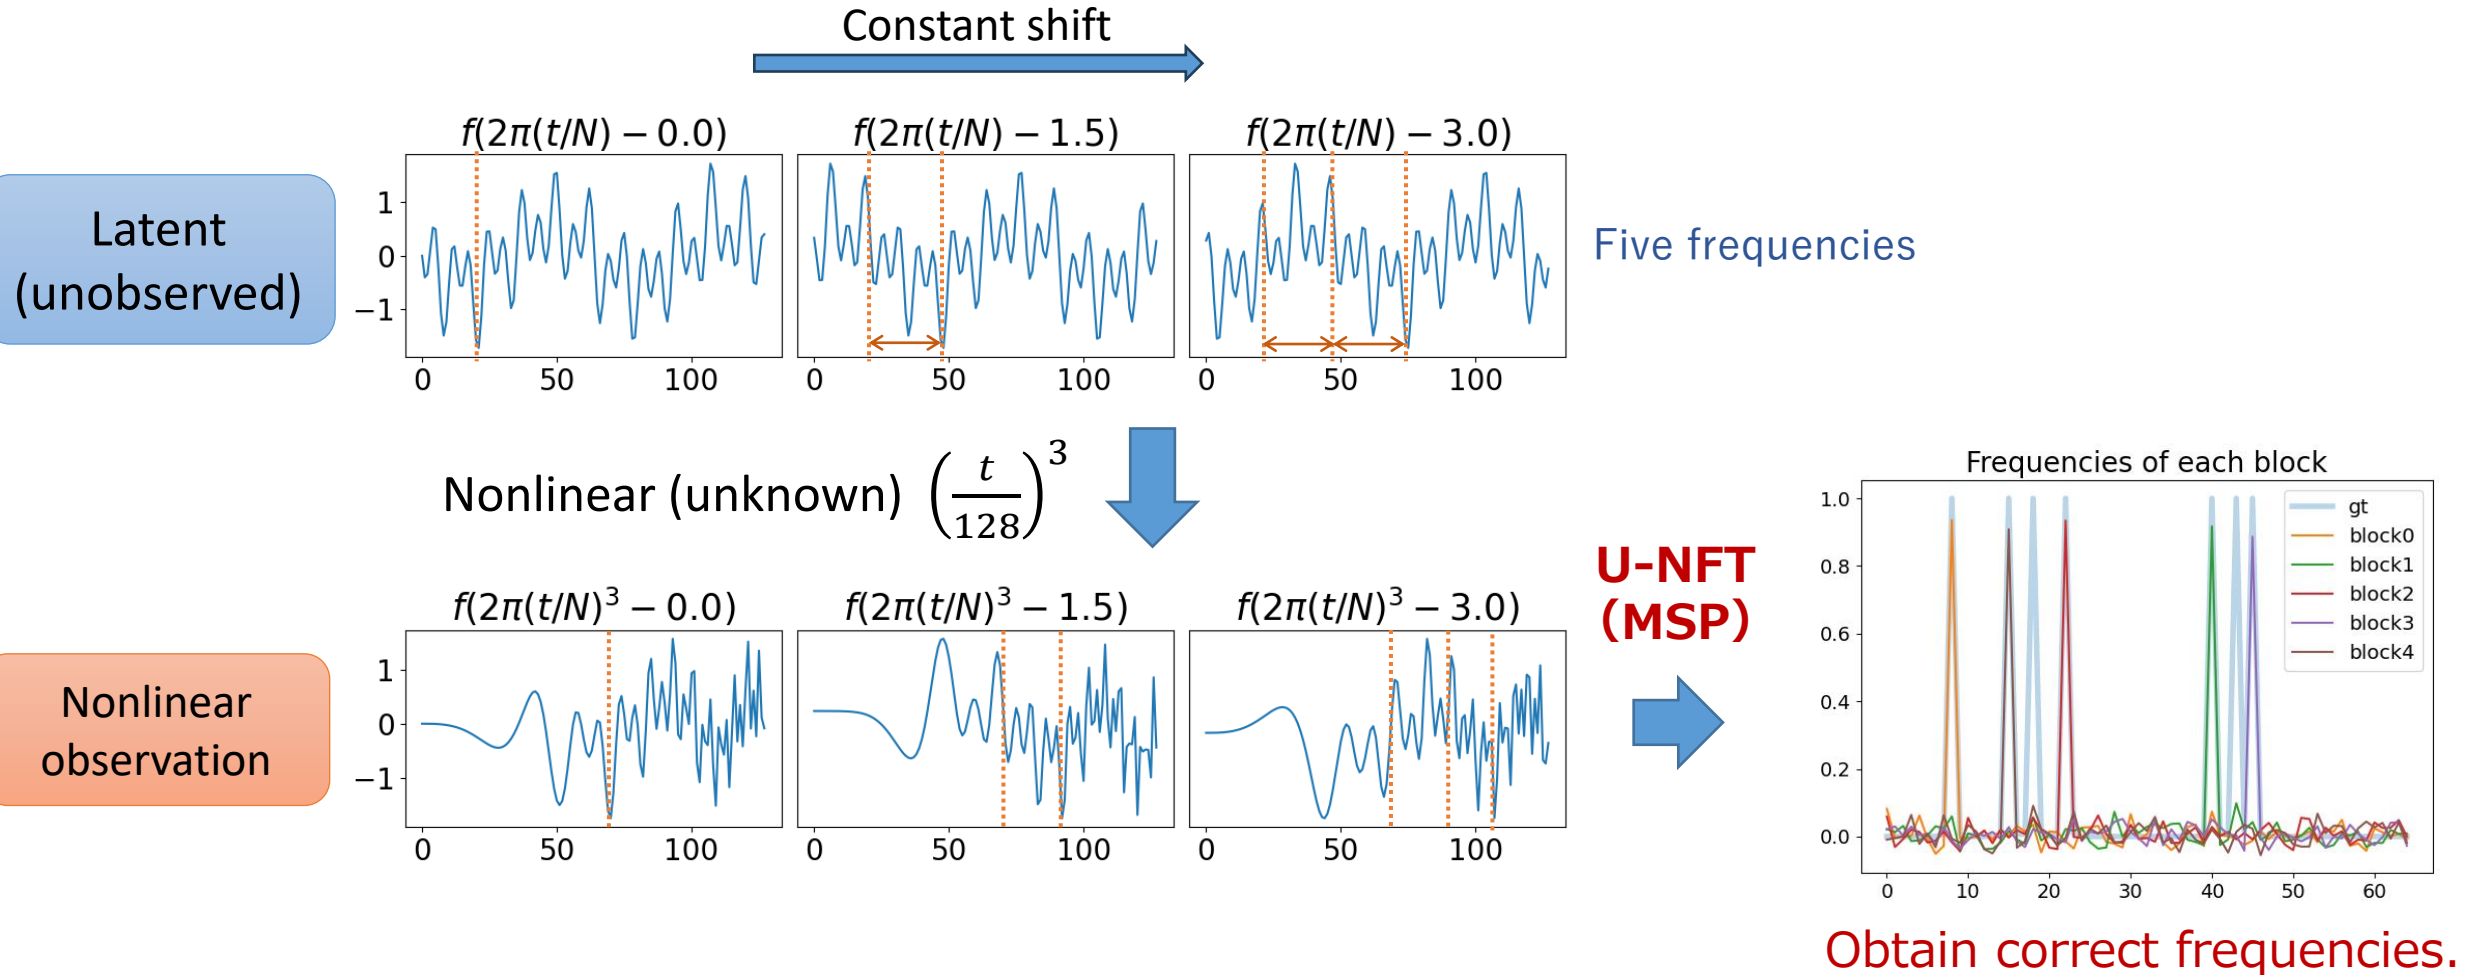 Constant shift
f(2π(t/N) − 0.0)
f(2π(t/N) − 1.5)
f(2π(t/N) − 3.0)
Latent
(unobserved)
1
0
−1
0 50 100
0 50 100
0 50 100
Five frequencies
Nonlinear (unknown) (t/128)³
f(2π(t/N)³ − 0.0)
f(2π(t/N)³ − 1.5)
f(2π(t/N)³ − 3.0)
Nonlinear
observation
1
0
−1
0 50 100
0 50 100
0 50 100
U-NFT
(MSP)
Frequencies of each block
1.0
0.8
0.6
0.4
0.2
0.0
0 10 20 30 40 50 60
gt
block0
block1
block2
block3
block4
Obtain correct frequencies.